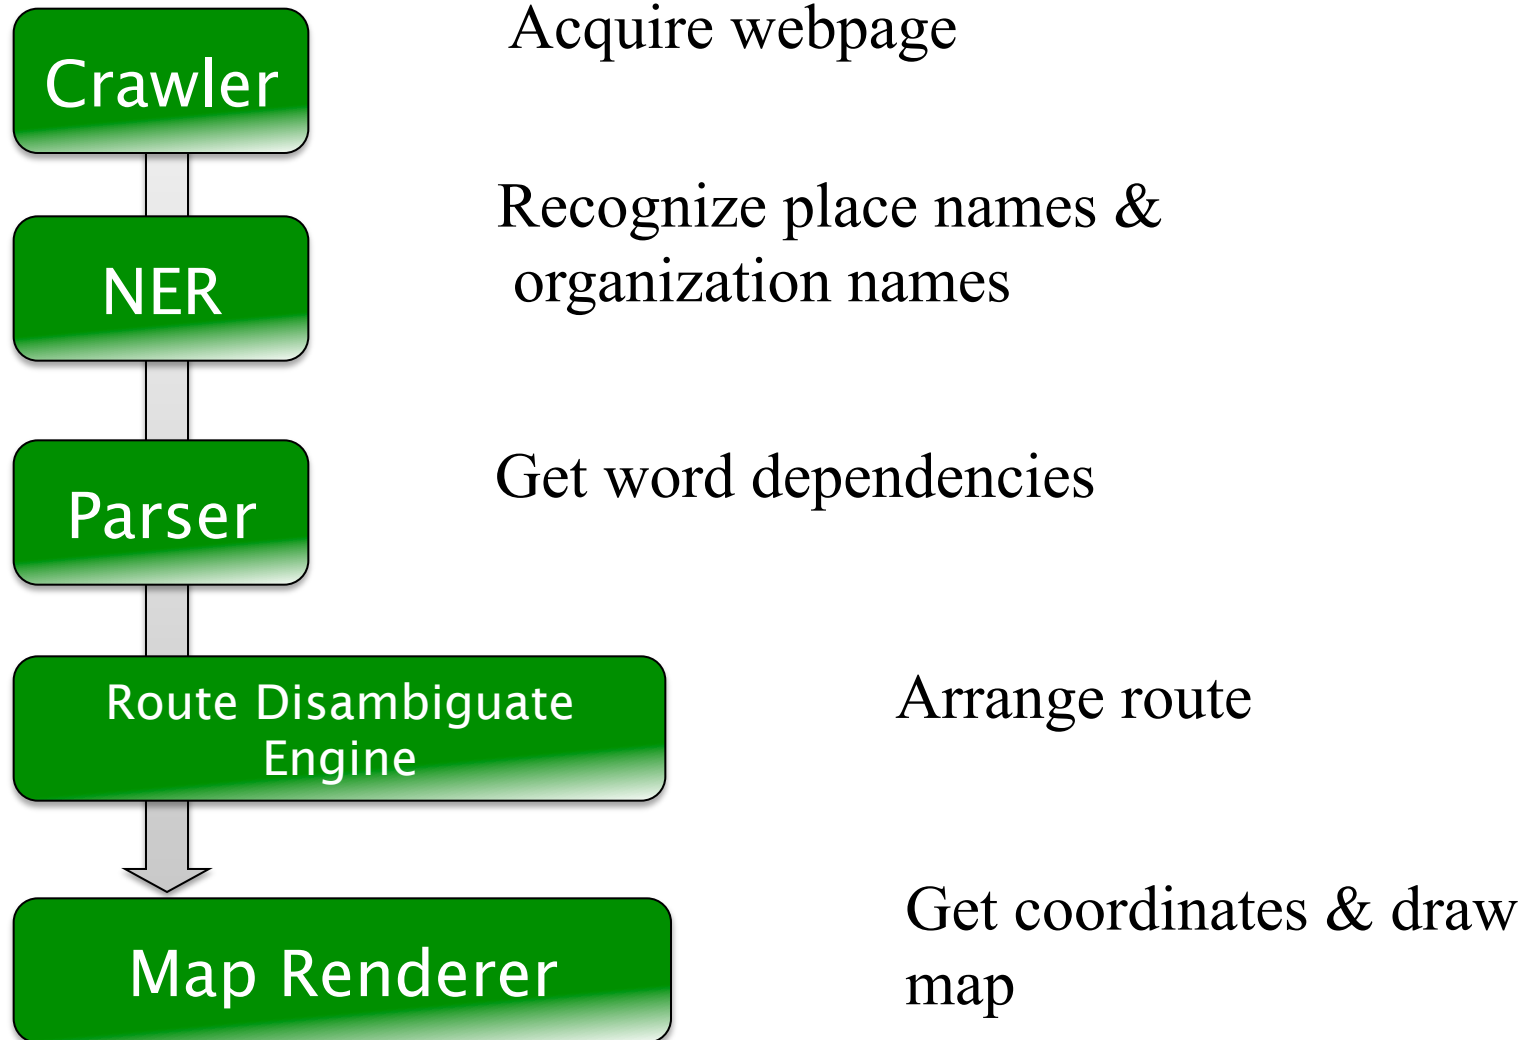 Crawler
Acquire webpage
NER
Recognize place names &
organization names
Parser
Get word dependencies
Route Disambiguate
Engine
Arrange route
Map Renderer
Get coordinates & draw
map